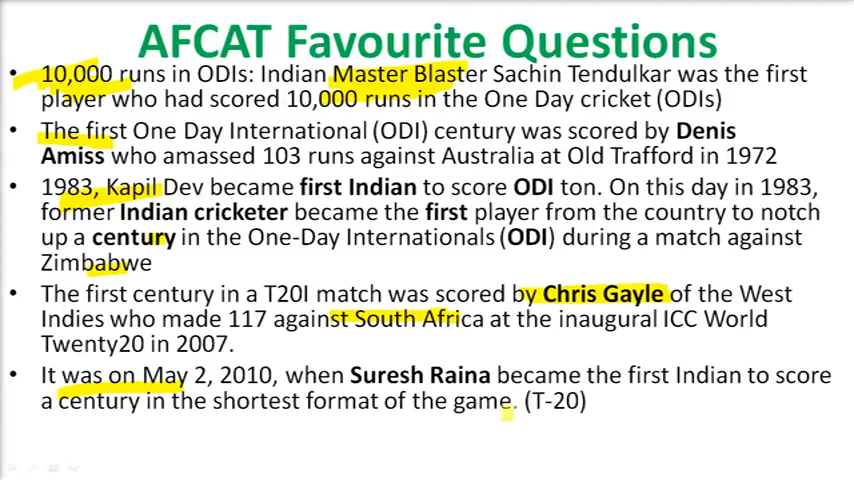 AFCAT Favourite Questions
• 10,000 runs in ODIs: Indian Master Blaster Sachin Tendulkar was the first
player who had scored 10,000 runs in the One Day cricket (ODIs)
• The first One Day International (ODI) century was scored by Denis
Amiss who amassed 103 runs against Australia at Old Trafford in 1972
• 1983, Kapil Dev became first Indian to score ODI ton. On this day in 1983,
former Indian cricketer became the first player from the country to notch
up a century in the One-Day Internationals (ODI) during a match against
Zimbabwe
• The first century in a T20I match was scored by Chris Gayle of the West
Indies who made 117 against South Africa at the inaugural ICC World
Twenty20 in 2007.
• It was on May 2, 2010, when Suresh Raina became the first Indian to score
a century in the shortest format of the game. (T-20)